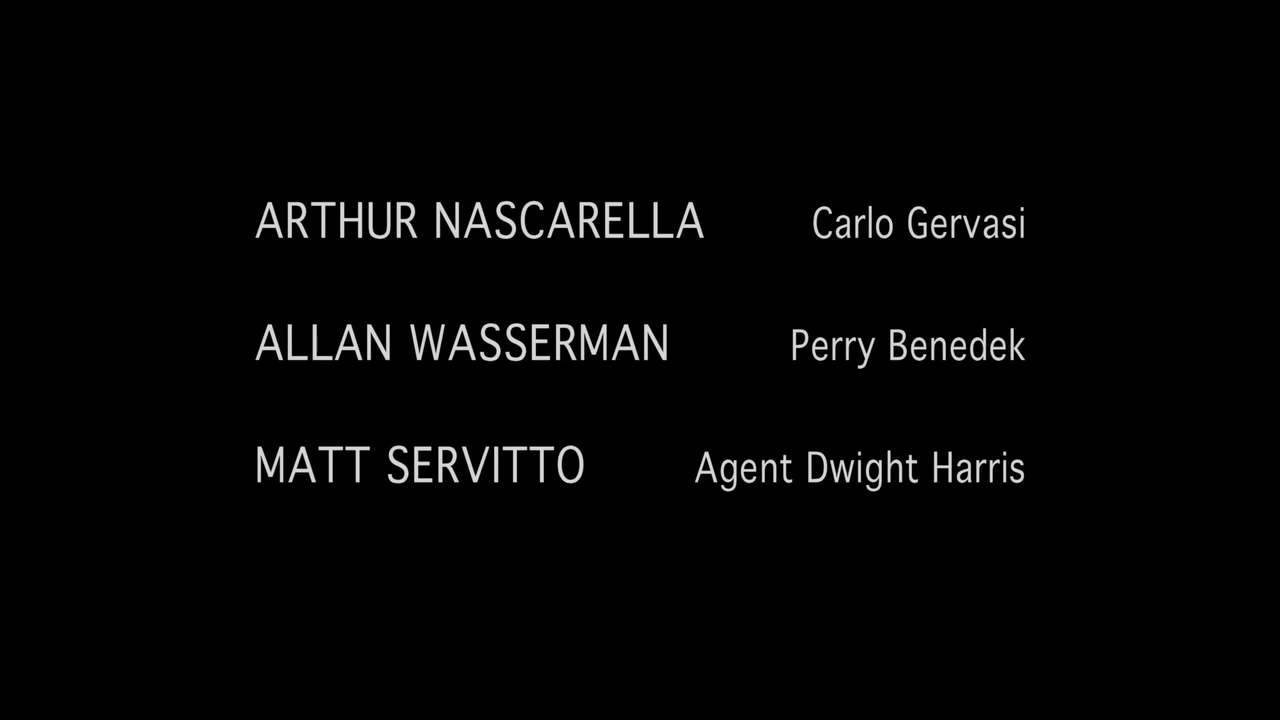 ARTHUR NASCARELLA Carlo Gervasi
ALLAN WASSERMAN Perry Benedek
MATT SERVITTO Agent Dwight Harris